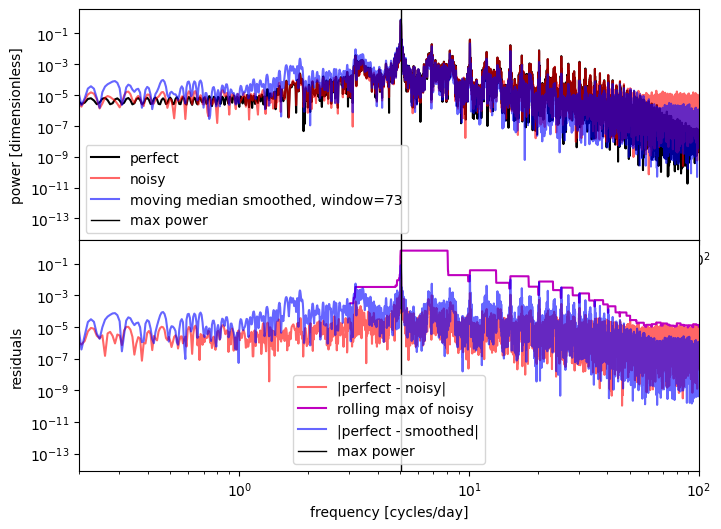 power [dimensionless]
10⁻¹
10⁻³
10⁻⁵
10⁻⁷
10⁻⁹
10⁻¹¹
10⁻¹³
perfect
noisy
moving median smoothed, window=73
max power
residuals
10⁻¹
10⁻³
10⁻⁵
10⁻⁷
10⁻⁹
10⁻¹¹
10⁻¹³
|perfect - noisy|
rolling max of noisy
|perfect - smoothed|
max power
10⁰ 10¹ 10²
frequency [cycles/day]